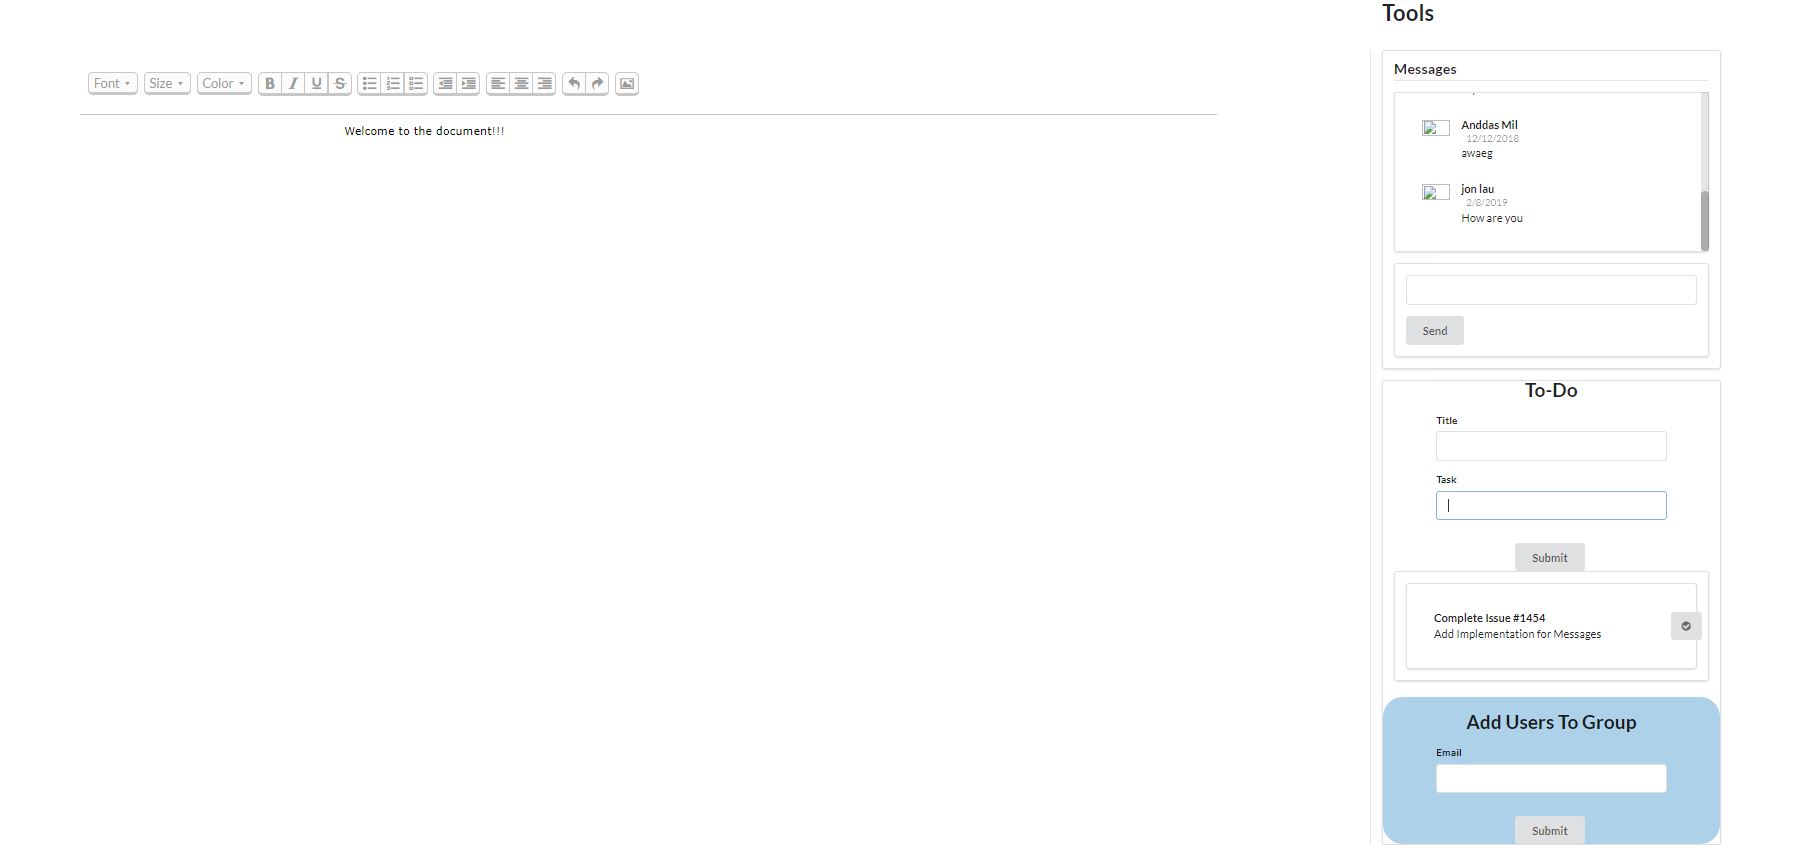 Tools
Font Size Color B I U S
Welcome to the document!!!
Messages
Anddas Mil
12/12/2018
awaeg
jon lau
2/8/2019
How are you
Send
To-Do
Title
Task
Submit
Complete Issue #1454
Add Implementation for Messages
Add Users To Group
Email
Submit